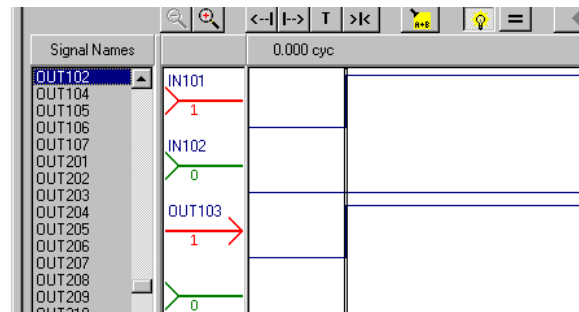 <--| |--> T >|< A+B =
Signal Names 0.000 cyc
OUT102
OUT104
OUT105
OUT106
OUT107
OUT201
OUT202
OUT203
OUT204
OUT205
OUT206
OUT207
OUT208
OUT209
OUT210
IN101
1
IN102
0
OUT103
1
0